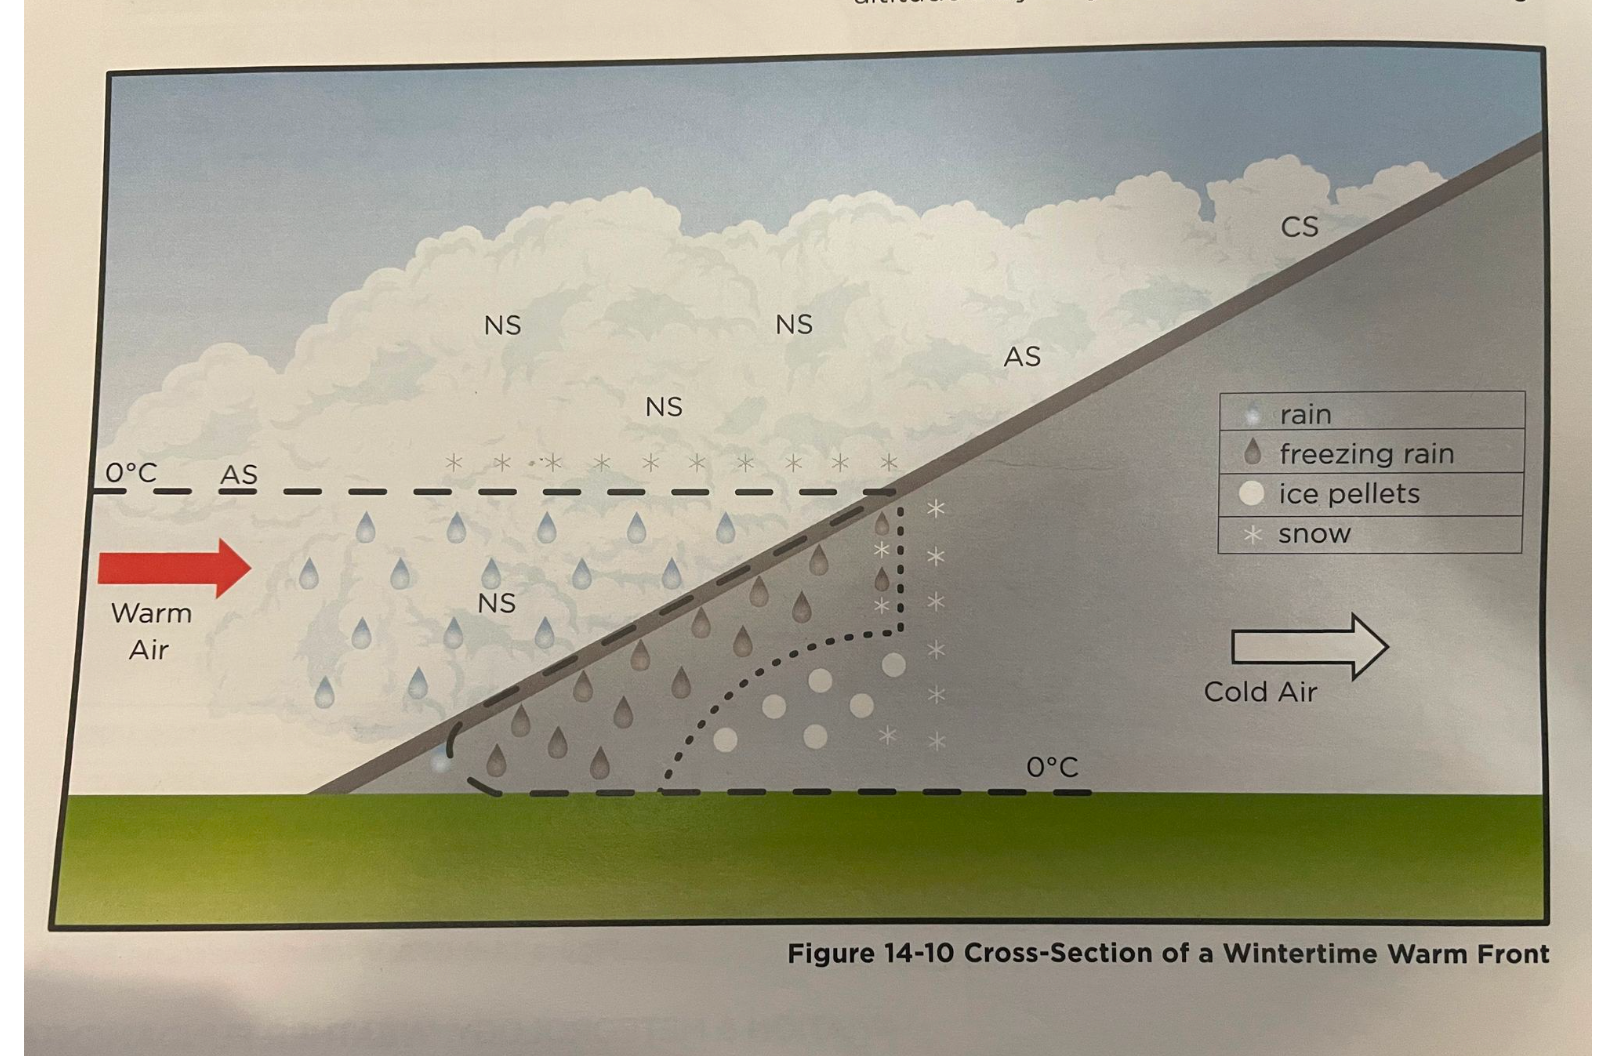 CS
NS
NS
AS
NS
0°C
AS
rain
freezing rain
ice pellets
snow
NS
Warm
Air
Cold Air
0°C
Figure 14-10 Cross-Section of a Wintertime Warm Front